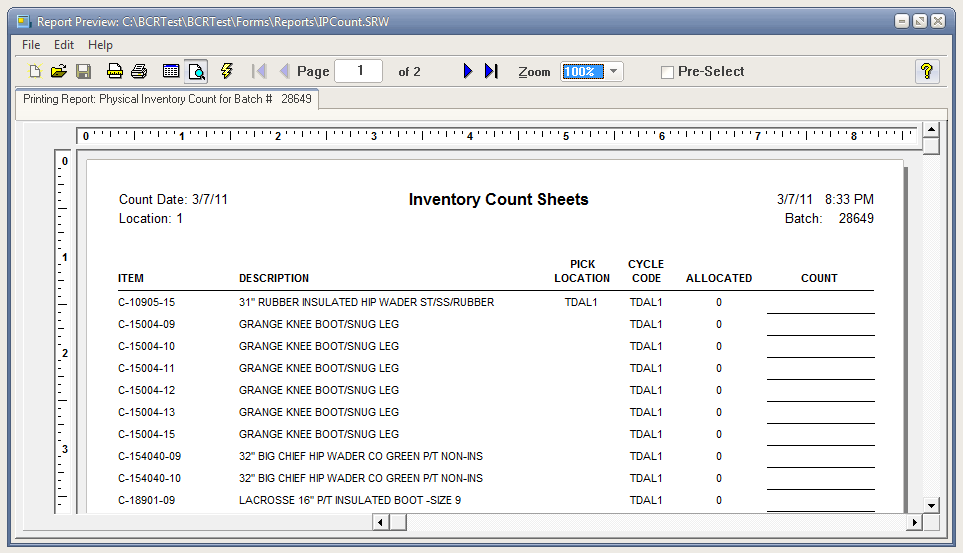 Report Preview: C:\BCRTest\BCRTest\Forms\Reports\IPCount.SRW
File Edit Help
Page 1 of 2 Zoom 100% Pre-Select ?
Printing Report: Physical Inventory Count for Batch # 28649
0 1 2 3 4 5 6 7 8
0
Count Date: 3/7/11 Inventory Count Sheets 3/7/11 8:33 PM
Location: 1 Batch: 28649
1
PICK CYCLE
ITEM DESCRIPTION LOCATION CODE ALLOCATED COUNT
C-10905-15 31" RUBBER INSULATED HIP WADER ST/SS/RUBBER TDAL1 TDAL1 0
C-15004-09 GRANGE KNEE BOOT/SNUG LEG TDAL1 0
C-15004-10 GRANGE KNEE BOOT/SNUG LEG TDAL1 0
2
C-15004-11 GRANGE KNEE BOOT/SNUG LEG TDAL1 0
C-15004-12 GRANGE KNEE BOOT/SNUG LEG TDAL1 0
C-15004-13 GRANGE KNEE BOOT/SNUG LEG TDAL1 0
C-15004-15 GRANGE KNEE BOOT/SNUG LEG TDAL1 0
3
C-154040-09 32" BIG CHIEF HIP WADER CO GREEN P/T NON-INS TDAL1 0
C-154040-10 32" BIG CHIEF HIP WADER CO GREEN P/T NON-INS TDAL1 0
C-18901-09 LACROSSE 16" P/T INSULATED BOOT -SIZE 9 TDAL1 0